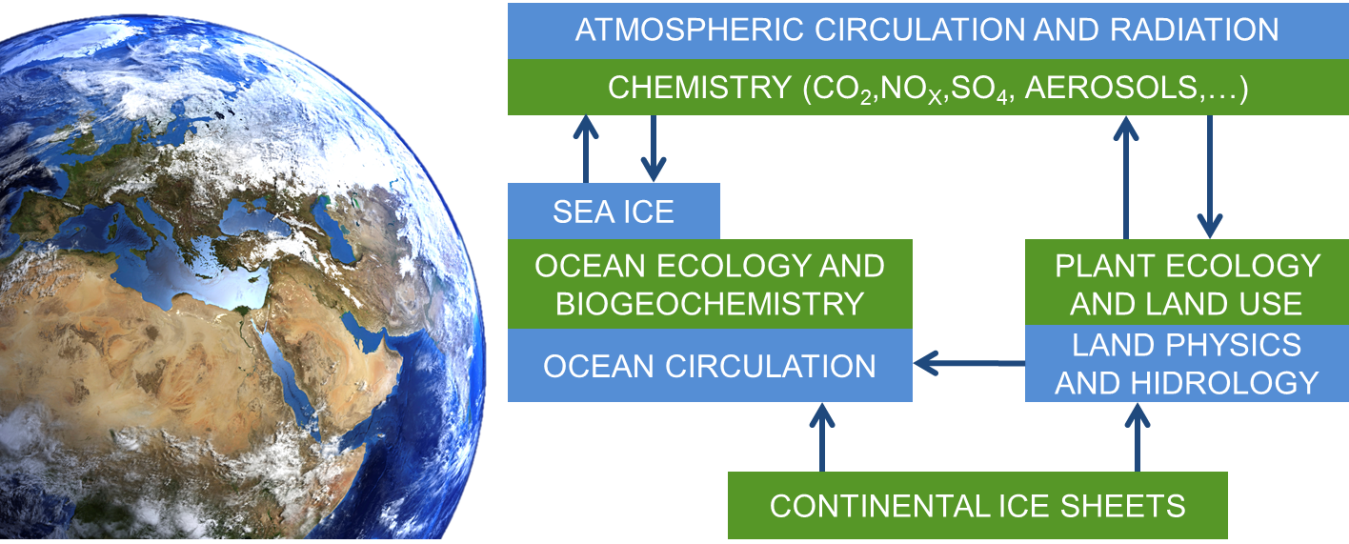 ATMOSPHERIC CIRCULATION AND RADIATION
CHEMISTRY (CO₂,NOₓ,SO₄, AEROSOLS,…)
SEA ICE
OCEAN ECOLOGY AND
BIOGEOCHEMISTRY
OCEAN CIRCULATION
PLANT ECOLOGY
AND LAND USE
LAND PHYSICS
AND HIDROLOGY
CONTINENTAL ICE SHEETS